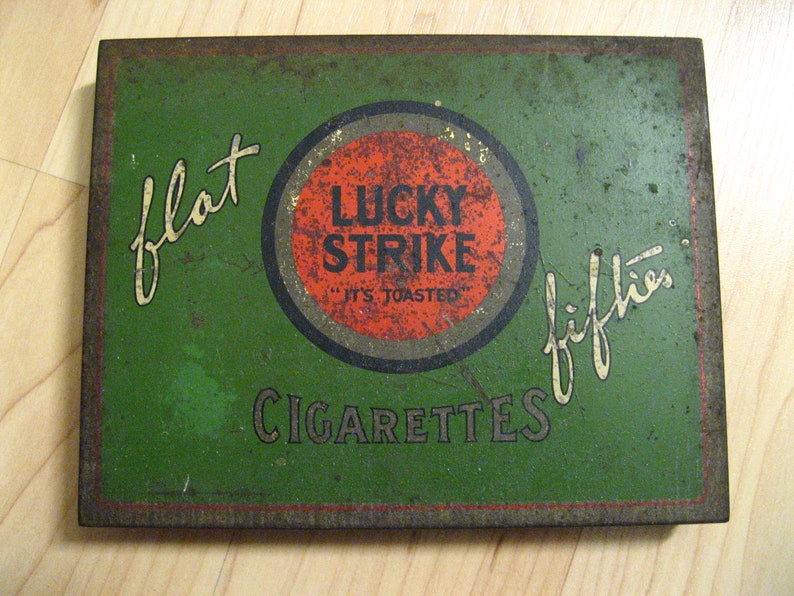 flat
LUCKY
STRIKE
"IT'S TOASTED"
fifties
CIGARETTES